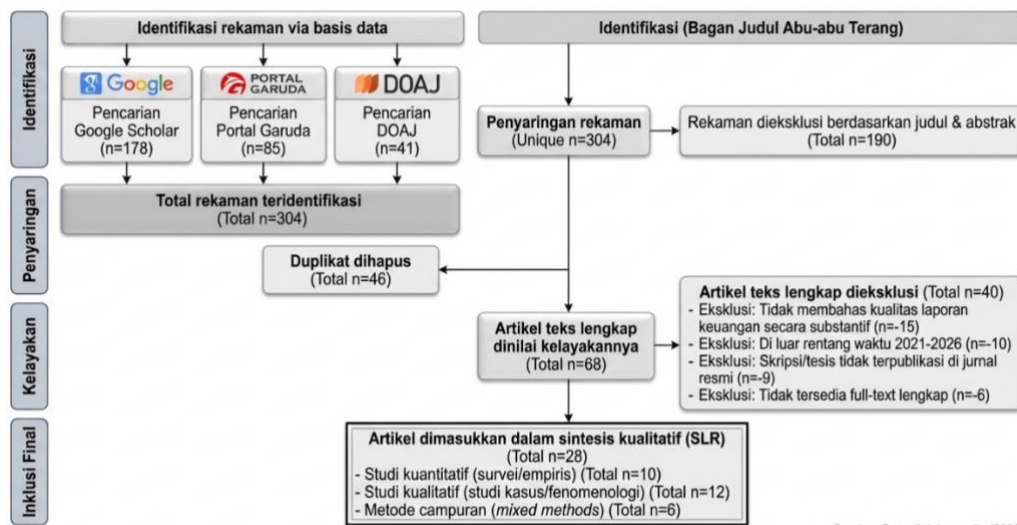 Identifikasi
Identifikasi rekaman via basis data
Google
Pencarian
Google Scholar
(n=178)
PORTAL
GARUDA
Pencarian
Portal Garuda
(n=85)
DOAJ
Pencarian
DOAJ
(n=41)
Identifikasi (Bagan Judul Abu-abu Terang)
Penyaringan rekaman
(Unique n=304)
Rekaman dieksklusi berdasarkan judul & abstrak
(Total n=190)
Penyaringan
Total rekaman teridentifikasi
(Total n=304)
Duplikat dihapus
(Total n=46)
Kelayakan
Artikel teks lengkap
dinilai kelayakannya
(Total n=68)
Artikel teks lengkap dieksklusi (Total n=40)
- Eksklusi: Tidak membahas kualitas laporan
keuangan secara substantif (n=-15)
- Eksklusi: Di luar rentang waktu 2021-2026 (n=-10)
- Eksklusi: Skripsi/tesis tidak terpublikasi di jurnal
resmi (n=-9)
- Eksklusi: Tidak tersedia full-text lengkap (n=-6)
Inklusi Final
Artikel dimasukkan dalam sintesis kualitatif (SLR)
(Total n=28)
- Studi kuantitatif (survei/empiris) (Total n=10)
- Studi kualitatif (studi kasus/fenomologi) (Total n=12)
- Metode campuran (mixed methods) (Total n=6)